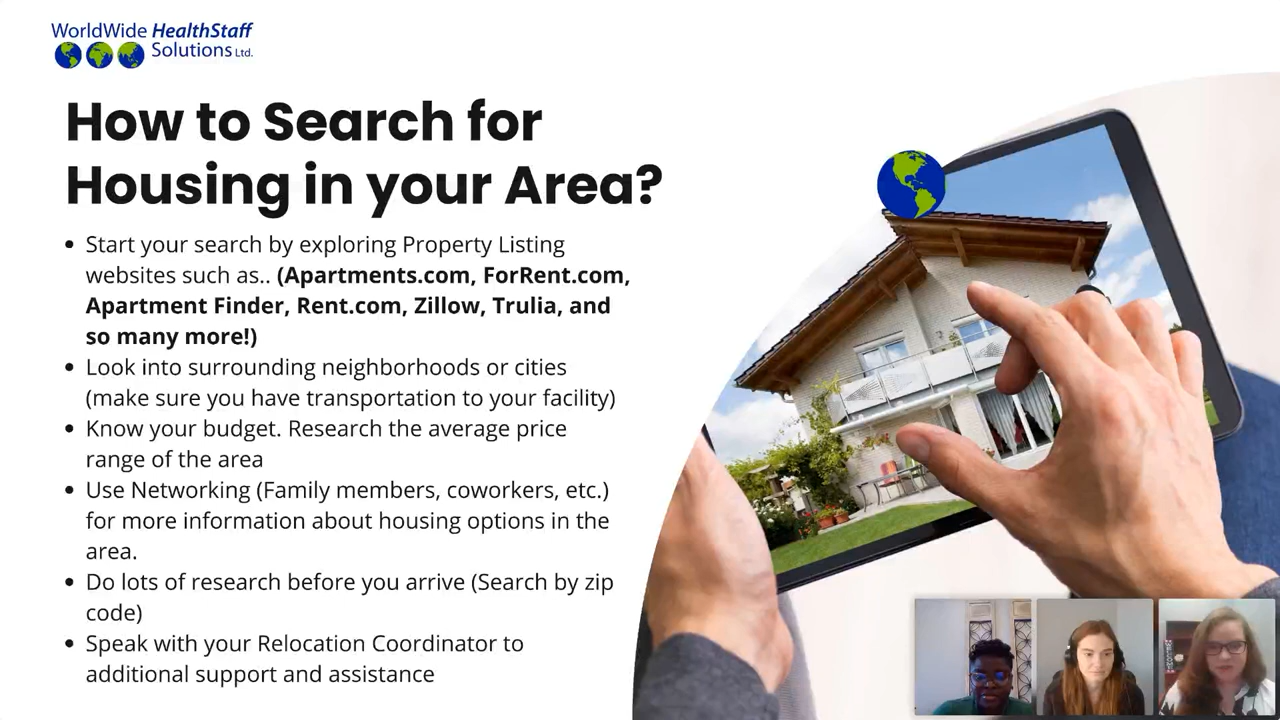 WorldWide HealthStaff
Solutions Ltd.
How to Search for
Housing in your Area?
• Start your search by exploring Property Listing
websites such as.. (Apartments.com, ForRent.com,
Apartment Finder, Rent.com, Zillow, Trulia, and
so many more!)
• Look into surrounding neighborhoods or cities
(make sure you have transportation to your facility)
• Know your budget. Research the average price
range of the area
• Use Networking (Family members, coworkers, etc.)
for more information about housing options in the
area.
• Do lots of research before you arrive (Search by zip
code)
• Speak with your Relocation Coordinator to
additional support and assistance